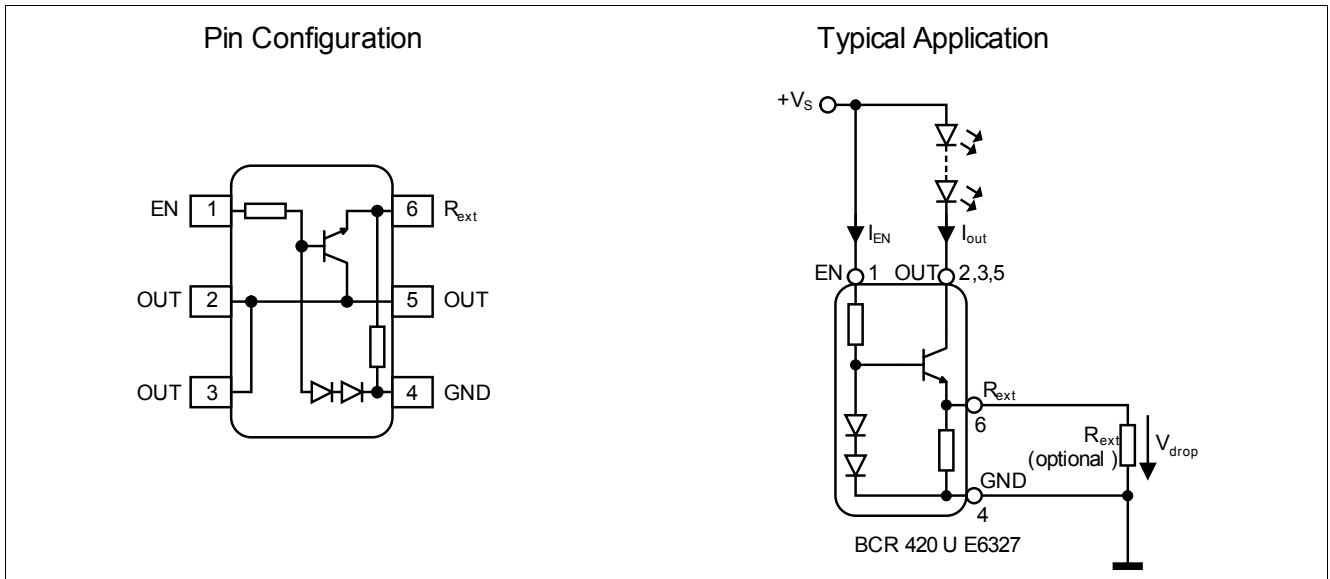 Pin Configuration
Typical Application
EN 1
6 Rext
OUT 2
5 OUT
OUT 3
4 GND
+VS
IEN
Iout
EN 1 OUT 2,3,5
Rext
6
Rext
(optional )
Vdrop
GND
4
BCR 420 U E6327